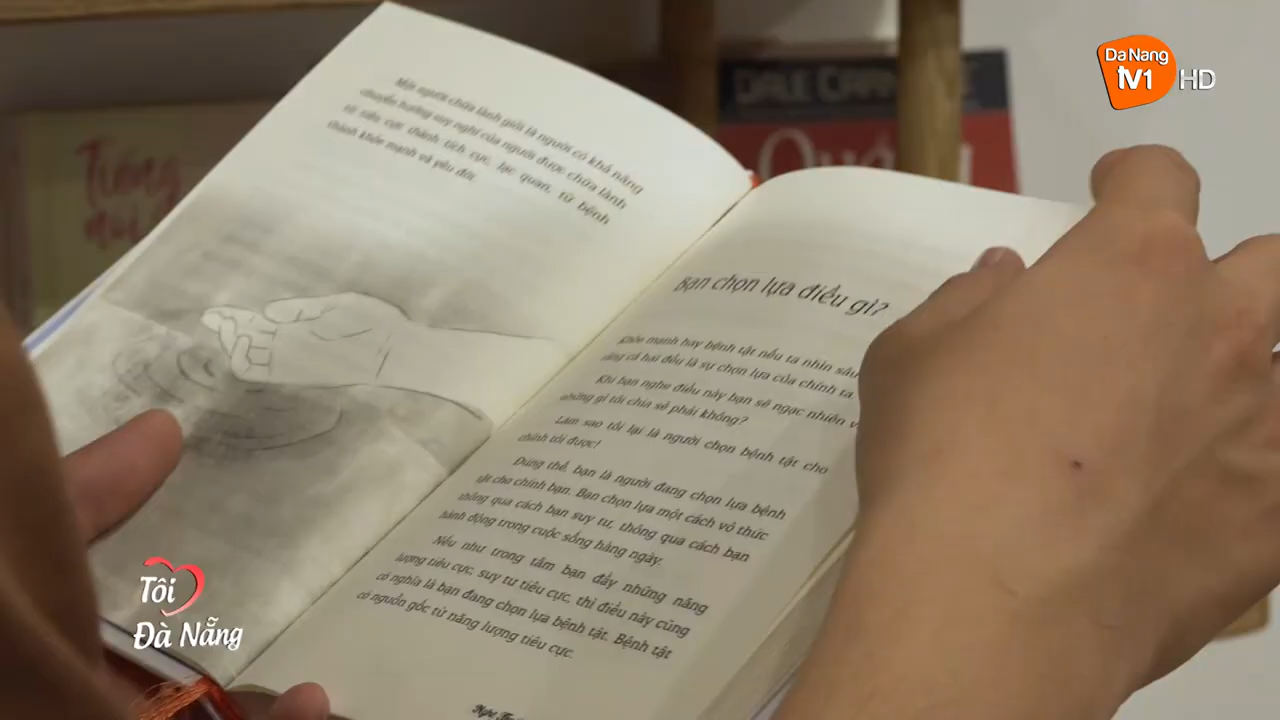 Da Nang
tv1 HD
DALE
Tiếng
Một người chữa lành giỏi là người có khả năng
chuyển hướng suy nghĩ của người được chữa lành
từ tiêu cực thành tích cực, lạc quan, từ bệnh
thành khỏe mạnh và yêu đời.
Bạn chọn lựa điều gì?
Khỏe mạnh hay bệnh tật nếu ta nhìn sâu
rằng cả hai đều là sự chọn lựa của chính ta.
Khi bạn nghe điều này bạn sẽ ngạc nhiên v
những gì tôi chia sẻ phải không?
Làm sao tôi lại là người chọn bệnh tật cho
chính tôi được!
Đúng thế, bạn là người đang chọn lựa bệnh
tật cho chính bạn. Bạn chọn lựa một cách vô thức
thông qua cách bạn suy tư, thông qua cách bạn
hành động trong cuộc sống hàng ngày.
Nếu như trong tâm bạn đầy những năng
lượng tiêu cực, suy tư tiêu cực, thì điều này cũng
có nghĩa là bạn đang chọn lựa bệnh tật. Bệnh tật
có nguồn gốc từ năng lượng tiêu cực.
Tôi
Đà Nẵng